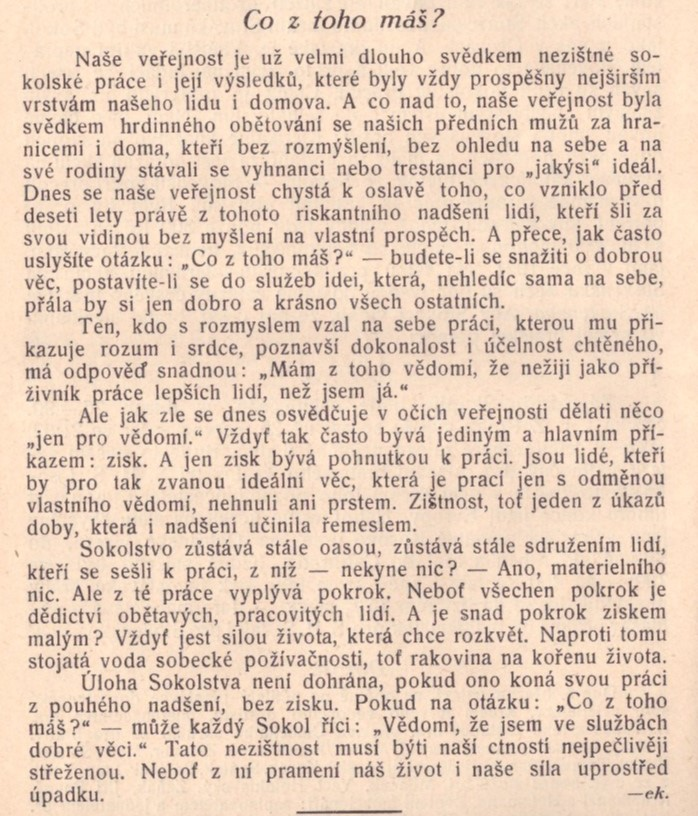 Co z toho máš?
Naše veřejnost je už velmi dlouho svědkem nezištné so-
kolské práce i její výsledků, které byly vždy prospěšny nejširším
vrstvám našeho lidu i domova. A co nad to, naše veřejnost byla
svědkem hrdinného obětování se našich předních mužů za hra-
nicemi i doma, kteří bez rozmýšlení, bez ohledu na sebe a na
své rodiny stávali se vyhnanci nebo trestanci pro „jakýsi“ ideál.
Dnes se naše veřejnost chystá k oslavě toho, co vzniklo před
deseti lety právě z tohoto riskantního nadšení lidí, kteří šli za
svou vidinou bez myšlení na vlastní prospěch. A přece, jak často
uslyšíte otázku: „Co z toho máš?“ — budete-li se snažiti o dobrou
věc, postavíte-li se do služeb idei, která, nehledíc sama na sebe,
přála by si jen dobro a krásno všech ostatních.
Ten, kdo s rozmyslem vzal na sebe práci, kterou mu při-
kazuje rozum i srdce, poznavší dokonalost i účelnost chtěného,
má odpověď snadnou: „Mám z toho vědomí, že nežiji jako pří-
živník práce lepších lidí, než jsem já.“
Ale jak zle se dnes osvědčuje v očích veřejnosti dělati něco
„jen pro vědomí.“ Vždyť tak často bývá jediným a hlavním pří-
kazem: zisk. A jen zisk bývá pohnutkou k práci. Jsou lidé, kteří
by pro tak zvanou ideální věc, která je prací jen s odměnou
vlastního vědomí, nehnuli ani prstem. Zištnost, toť jeden z úkazů
doby, která i nadšení učinila řemeslem.
Sokolstvo zůstává stále oasou, zůstává stále sdružením lidí,
kteří se sešli k práci, z níž — nekyne nic? — Ano, materielního
nic. Ale z té práce vyplývá pokrok. Neboť všechen pokrok je
dědictví obětavých, pracovitých lidí. A je snad pokrok ziskem
malým? Vždyť jest silou života, která chce rozkvět. Naproti tomu
stojatá voda sobecké požívačnosti, toť rakovina na kořenu života.
Úloha Sokolstva není dohrána, pokud ono koná svou práci
z pouhého nadšení, bez zisku. Pokud na otázku: „Co z toho
máš?“ — může každý Sokol říci: „Vědomí, že jsem ve službách
dobré věci.“ Tato nezištnost musí býti naší ctností nejpečlivěji
střeženou. Neboť z ní pramení náš život i naše síla uprostřed
úpadku. —ek.